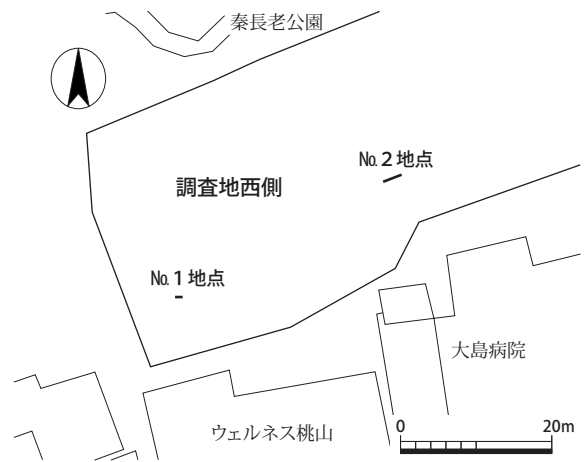 秦長老公園
No.2地点
調査地西側
No.1地点
大島病院
ウェルネス桃山
0 20m